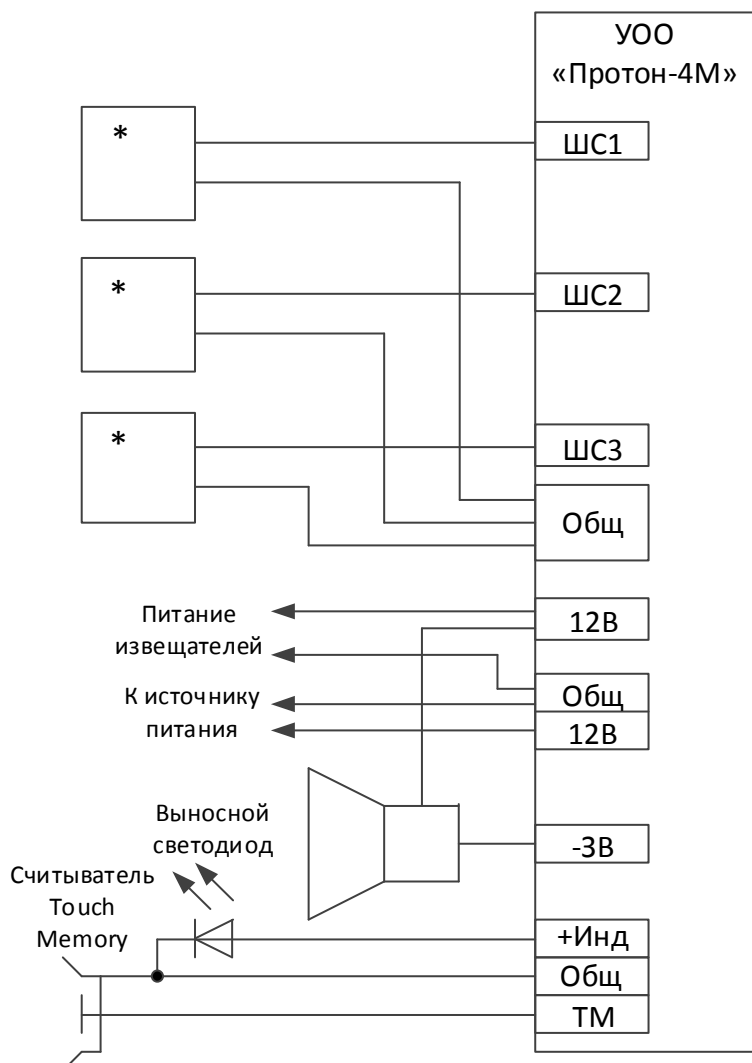 УОО
«Протон-4М»
*
ШС1
*
ШС2
*
ШС3
Общ
Питание
извещателей
12В
К источнику
питания
Общ
12В
Выносной
светодиод
-ЗВ
Считыватель
Touch
Memory
+Инд
Общ
ТМ